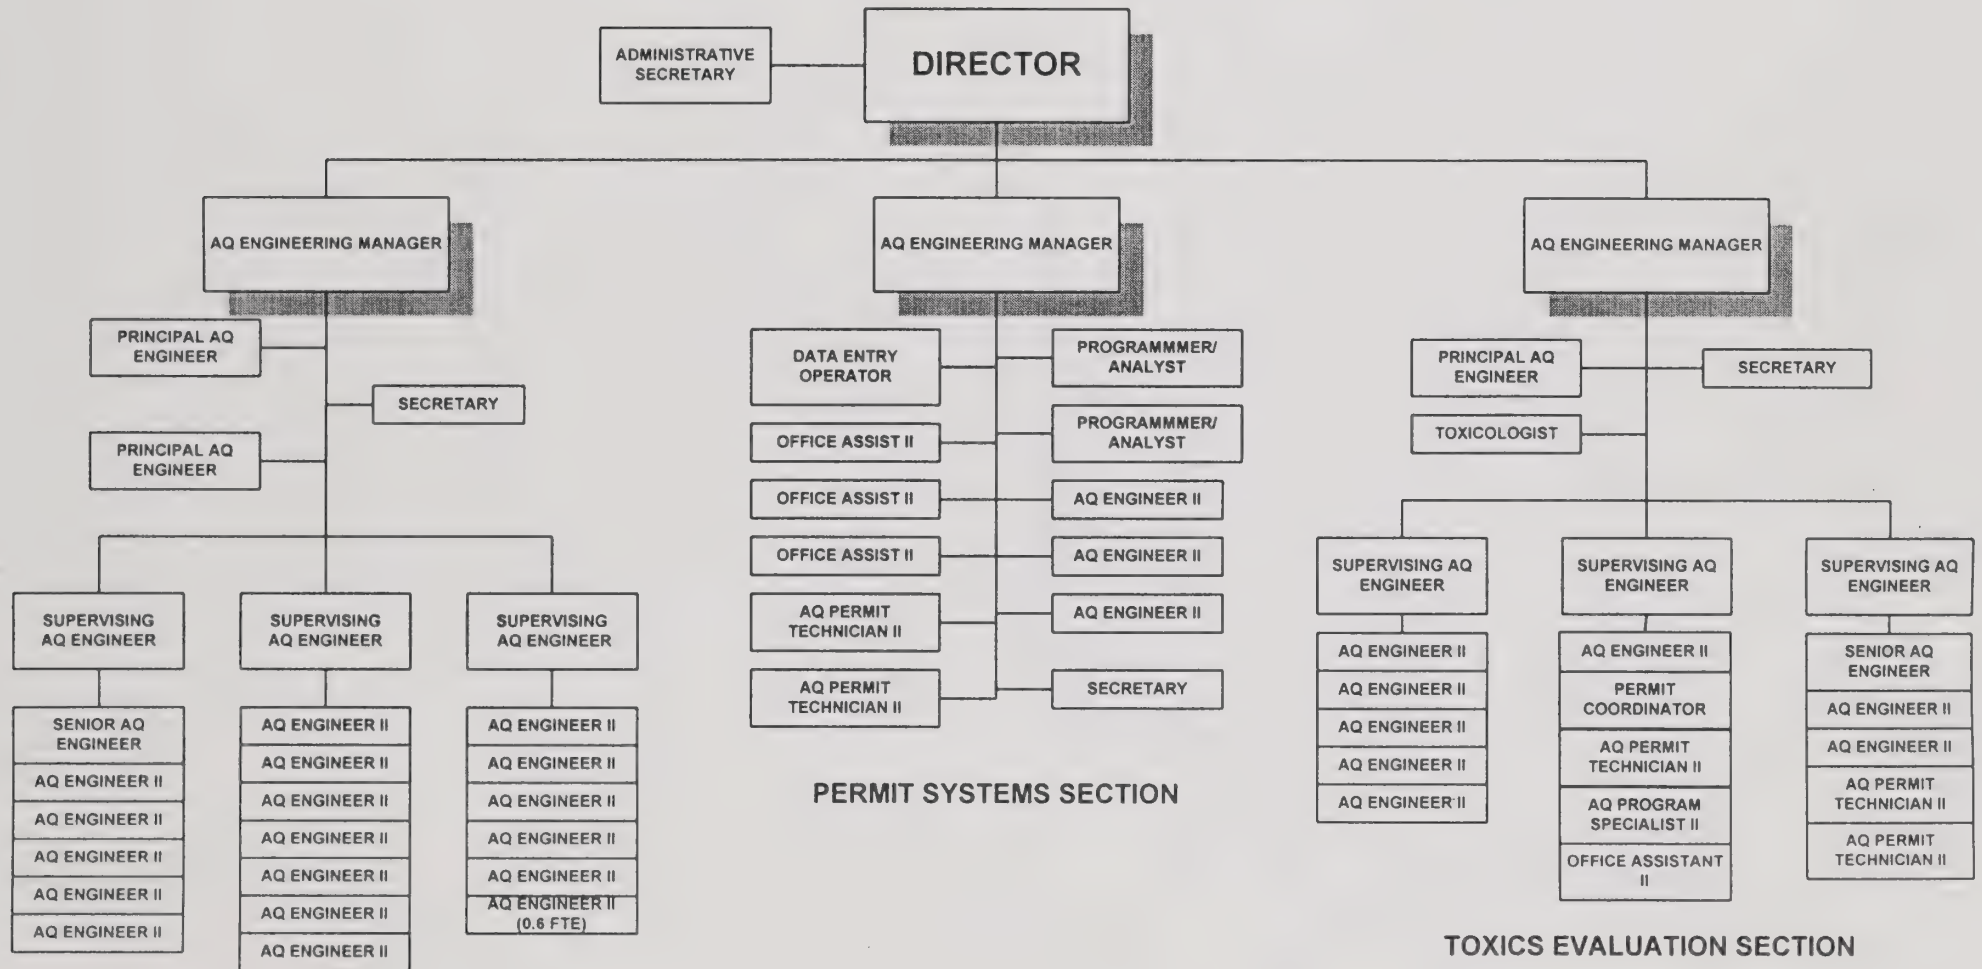 ADMINISTRATIVE
SECRETARY
DIRECTOR
AQ ENGINEERING MANAGER
PRINCIPAL AQ
ENGINEER
SECRETARY
PRINCIPAL AQ
ENGINEER
SUPERVISING
AQ ENGINEER
SENIOR AQ
ENGINEER
AQ ENGINEER II
AQ ENGINEER II
AQ ENGINEER II
AQ ENGINEER II
AQ ENGINEER II
SUPERVISING
AQ ENGINEER
AQ ENGINEER II
AQ ENGINEER II
AQ ENGINEER II
AQ ENGINEER II
AQ ENGINEER II
AQ ENGINEER II
AQ ENGINEER II
SUPERVISING
AQ ENGINEER
AQ ENGINEER II
AQ ENGINEER II
AQ ENGINEER II
AQ ENGINEER II
AQ ENGINEER II
AQ ENGINEER II
(0.6 FTE)
AQ ENGINEERING MANAGER
DATA ENTRY
OPERATOR
OFFICE ASSIST II
OFFICE ASSIST II
OFFICE ASSIST II
AQ PERMIT
TECHNICIAN II
AQ PERMIT
TECHNICIAN II
PROGRAMMMER/
ANALYST
PROGRAMMMER/
ANALYST
AQ ENGINEER II
AQ ENGINEER II
AQ ENGINEER II
SECRETARY
PERMIT SYSTEMS SECTION
AQ ENGINEERING MANAGER
PRINCIPAL AQ
ENGINEER
SECRETARY
TOXICOLOGIST
SUPERVISING AQ
ENGINEER
AQ ENGINEER II
AQ ENGINEER II
AQ ENGINEER II
AQ ENGINEER II
AQ ENGINEER II
SUPERVISING AQ
ENGINEER
AQ ENGINEER II
PERMIT
COORDINATOR
AQ PERMIT
TECHNICIAN II
AQ PROGRAM
SPECIALIST II
OFFICE ASSISTANT
II
SUPERVISING AQ
ENGINEER
SENIOR AQ
ENGINEER
AQ ENGINEER II
AQ ENGINEER II
AQ PERMIT
TECHNICIAN II
AQ PERMIT
TECHNICIAN II
TOXICS EVALUATION SECTION